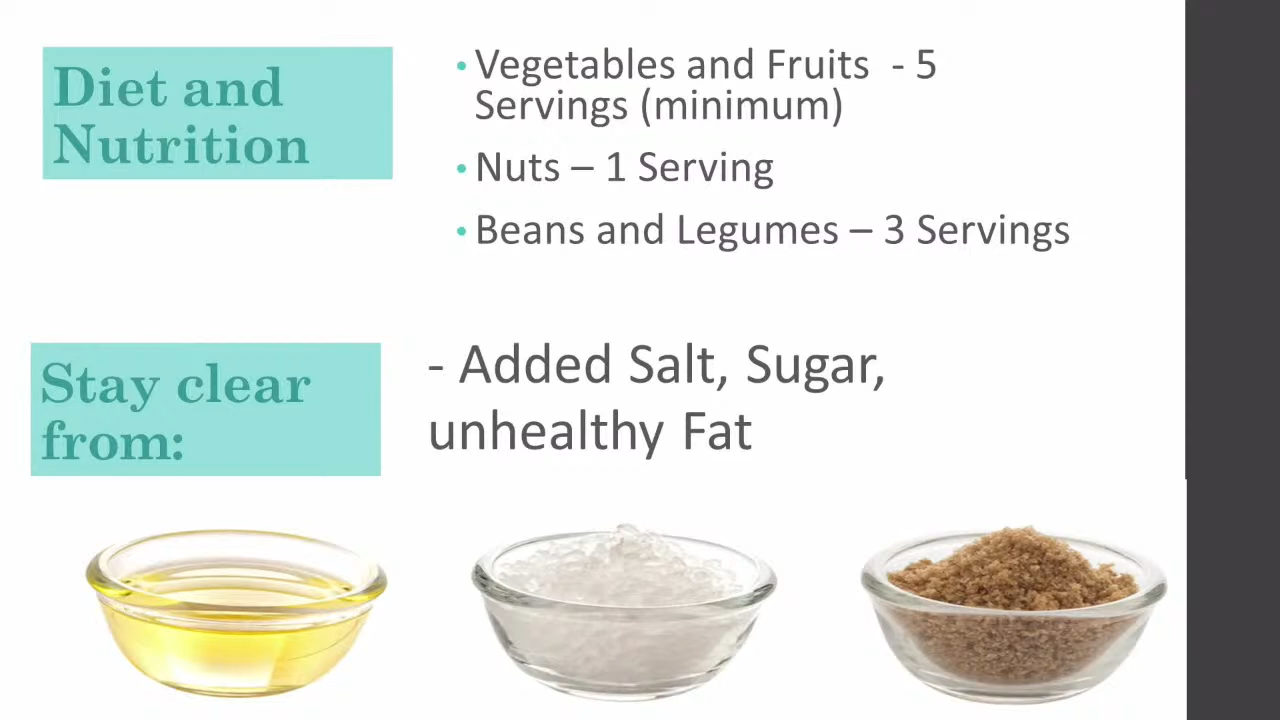 Diet and
Nutrition
• Vegetables and Fruits - 5
Servings (minimum)
• Nuts – 1 Serving
• Beans and Legumes – 3 Servings
Stay clear
from:
- Added Salt, Sugar,
unhealthy Fat